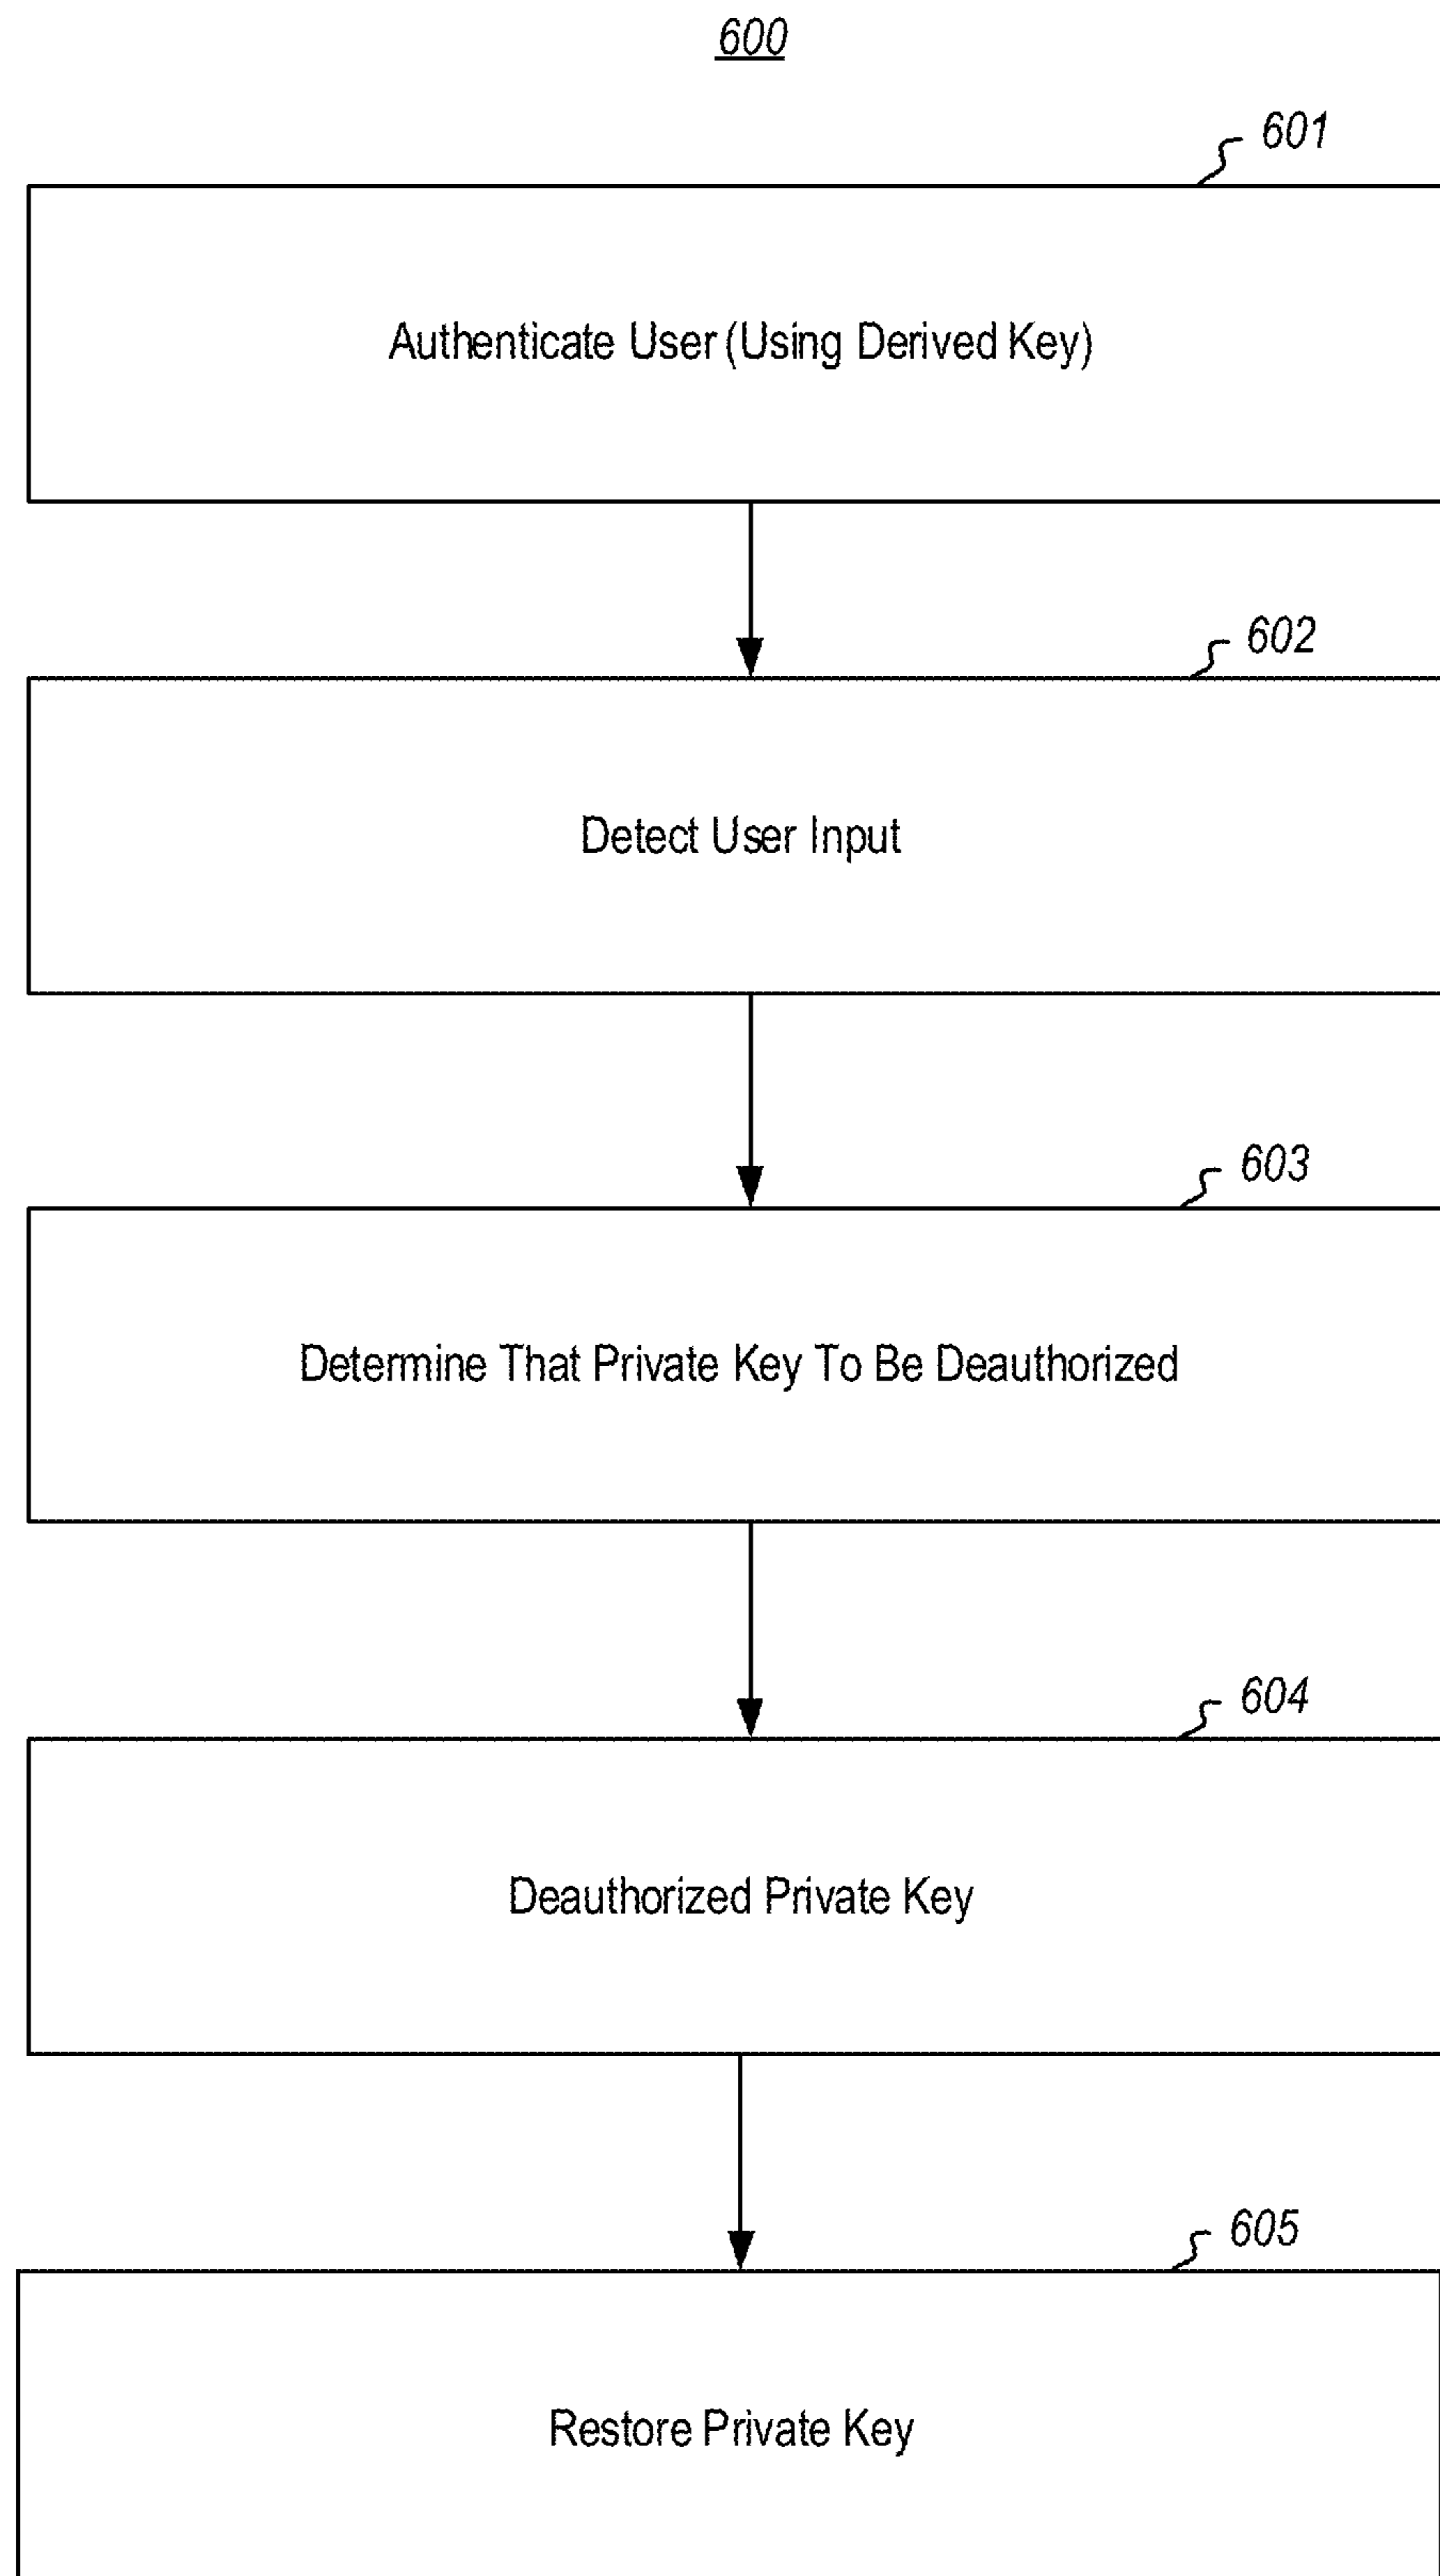 600
601
Authenticate User (Using Derived Key)
602
Detect User Input
603
Determine That Private Key To Be Deauthorized
604
Deauthorized Private Key
605
Restore Private Key